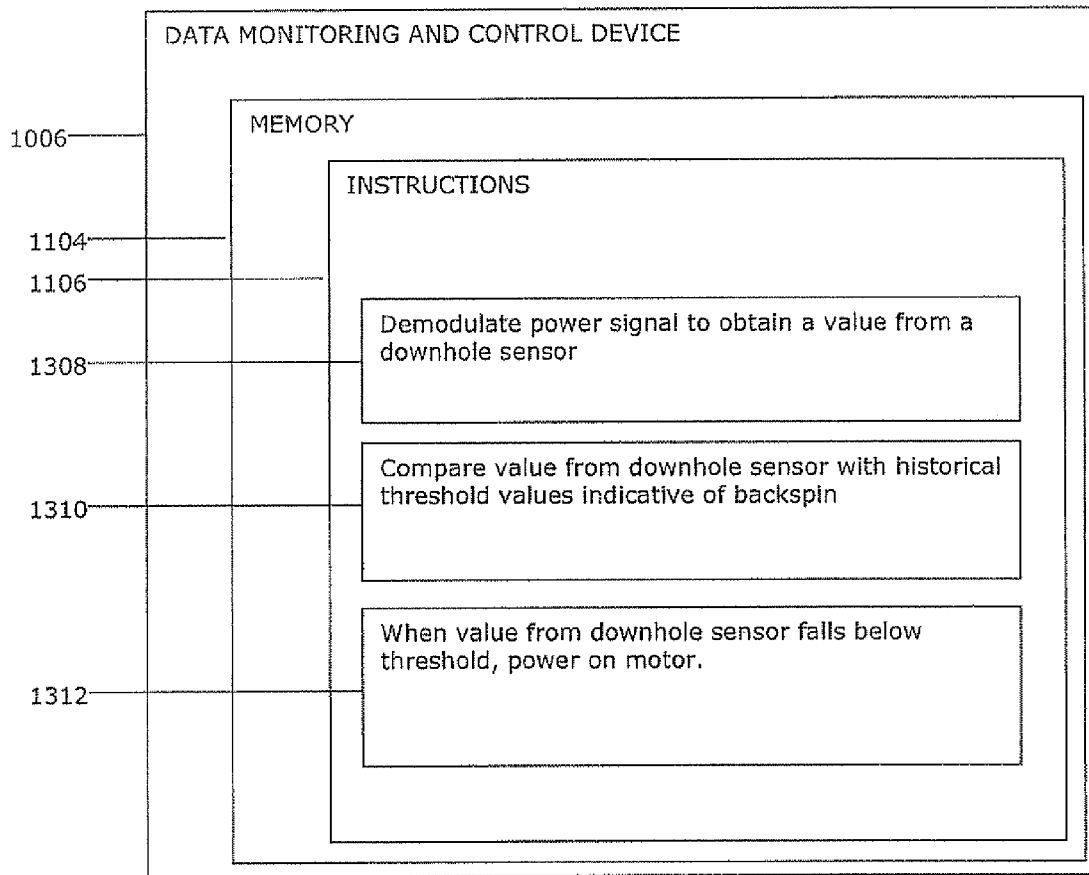 DATA MONITORING AND CONTROL DEVICE
MEMORY
1006
INSTRUCTIONS
1104
1106
Demodulate power signal to obtain a value from a
downhole sensor
1308
Compare value from downhole sensor with historical
threshold values indicative of backspin
1310
When value from downhole sensor falls below
threshold, power on motor.
1312